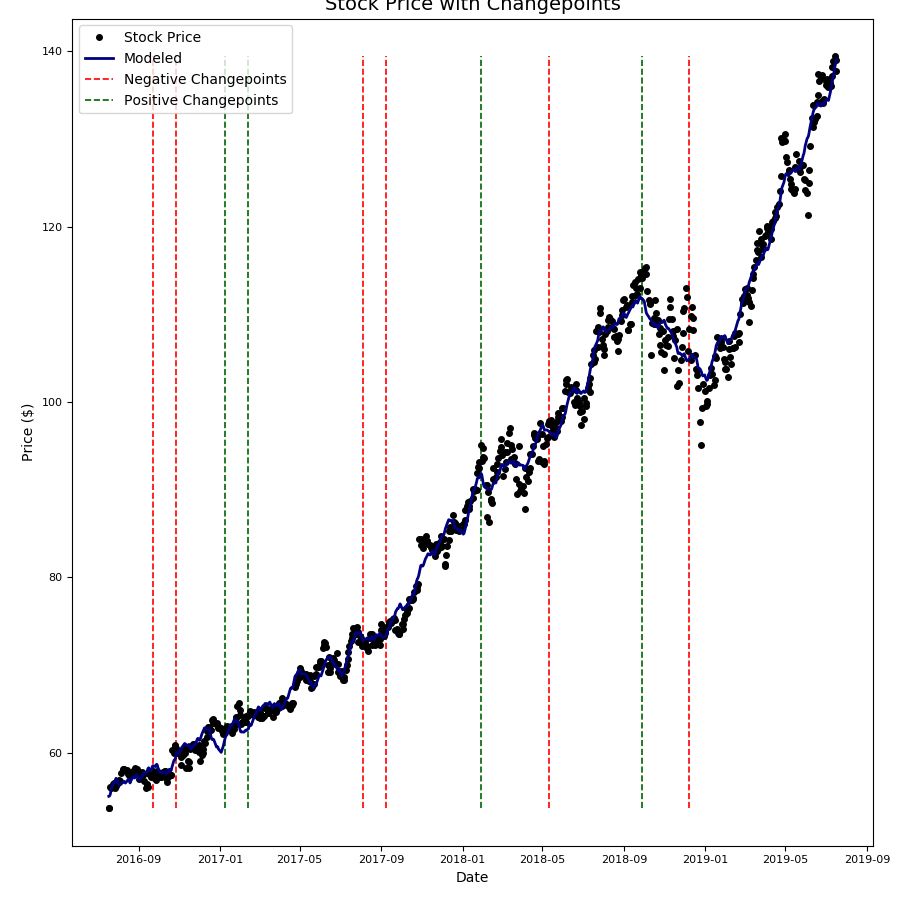 Stock Price with Changepoints
Stock Price
Modeled
Negative Changepoints
Positive Changepoints
140
120
100
80
60
Price ($)
2016-09 2017-01 2017-05 2017-09 2018-01 2018-05 2018-09 2019-01 2019-05 2019-09
Date